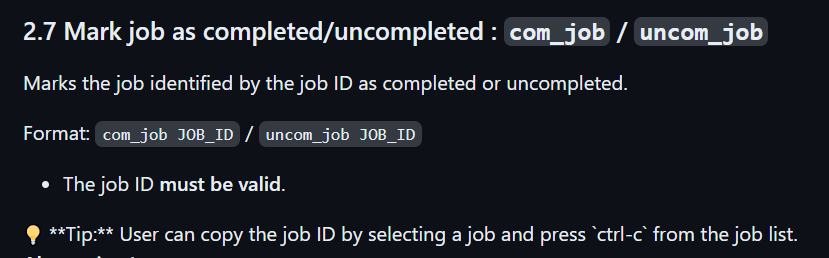 2.7 Mark job as completed/uncompleted : com_job / uncom_job
Marks the job identified by the job ID as completed or uncompleted.
Format: com_job JOB_ID / uncom_job JOB_ID
• The job ID must be valid.
💡 **Tip:** User can copy the job ID by selecting a job and press `ctrl-c` from the job list.